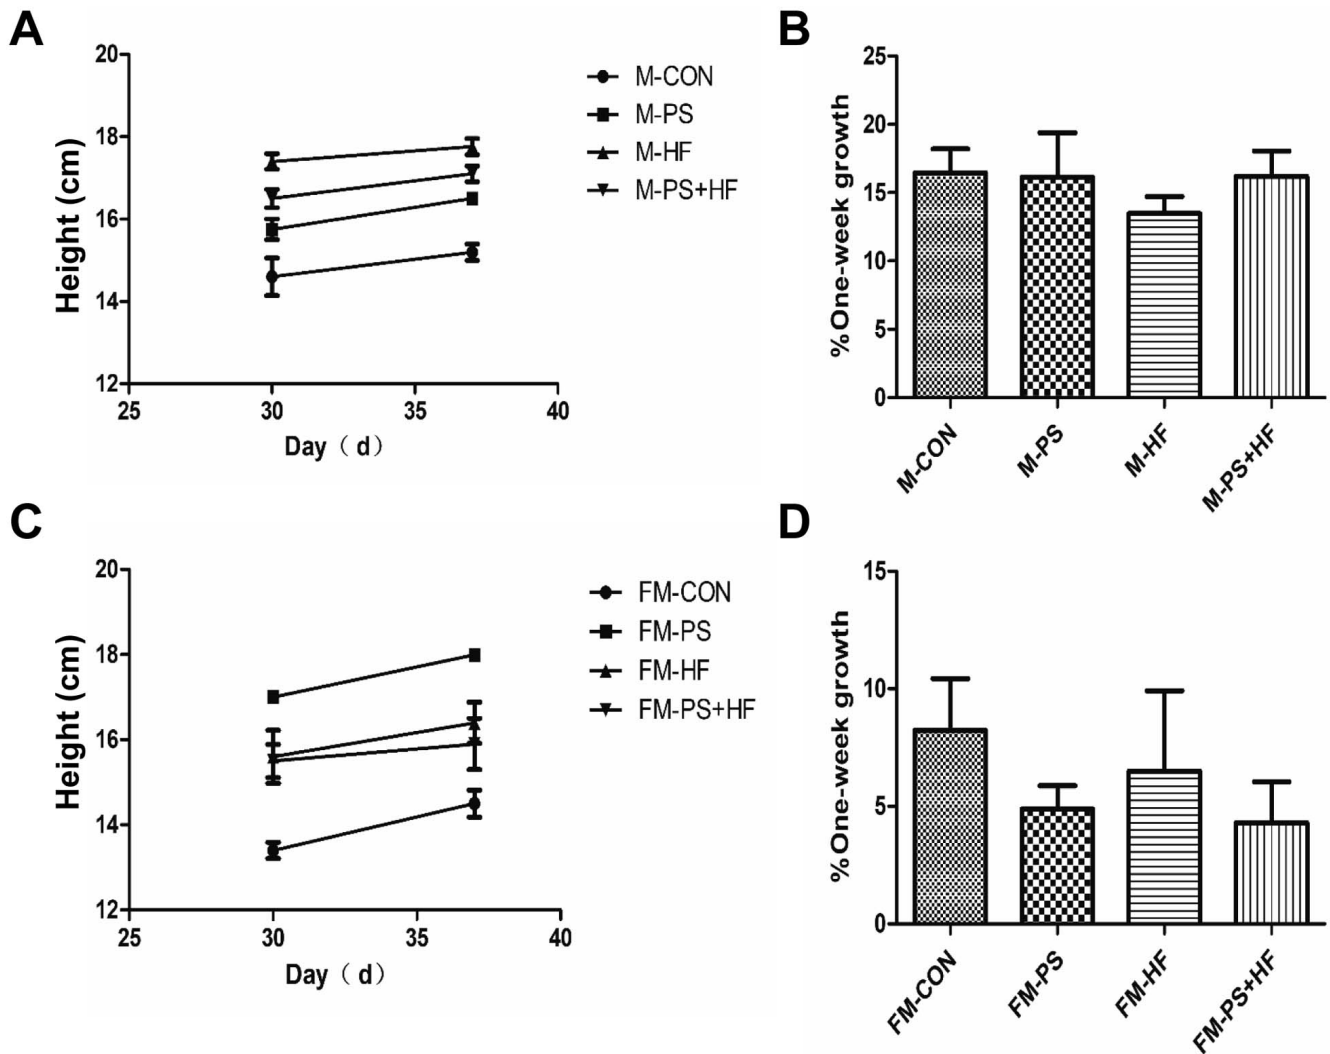 A
Height (cm)
20
18
16
14
12
25
30
35
40
Day（d）
M-CON
M-PS
M-HF
M-PS+HF
B
%One-week growth
25
20
15
10
5
0
M-CON
M-PS
M-HF
M-PS+HF
C
Height (cm)
20
18
16
14
12
25
30
35
40
Day（d）
FM-CON
FM-PS
FM-HF
FM-PS+HF
D
%One-week growth
15
10
5
0
FM-CON
FM-PS
FM-HF
FM-PS+HF